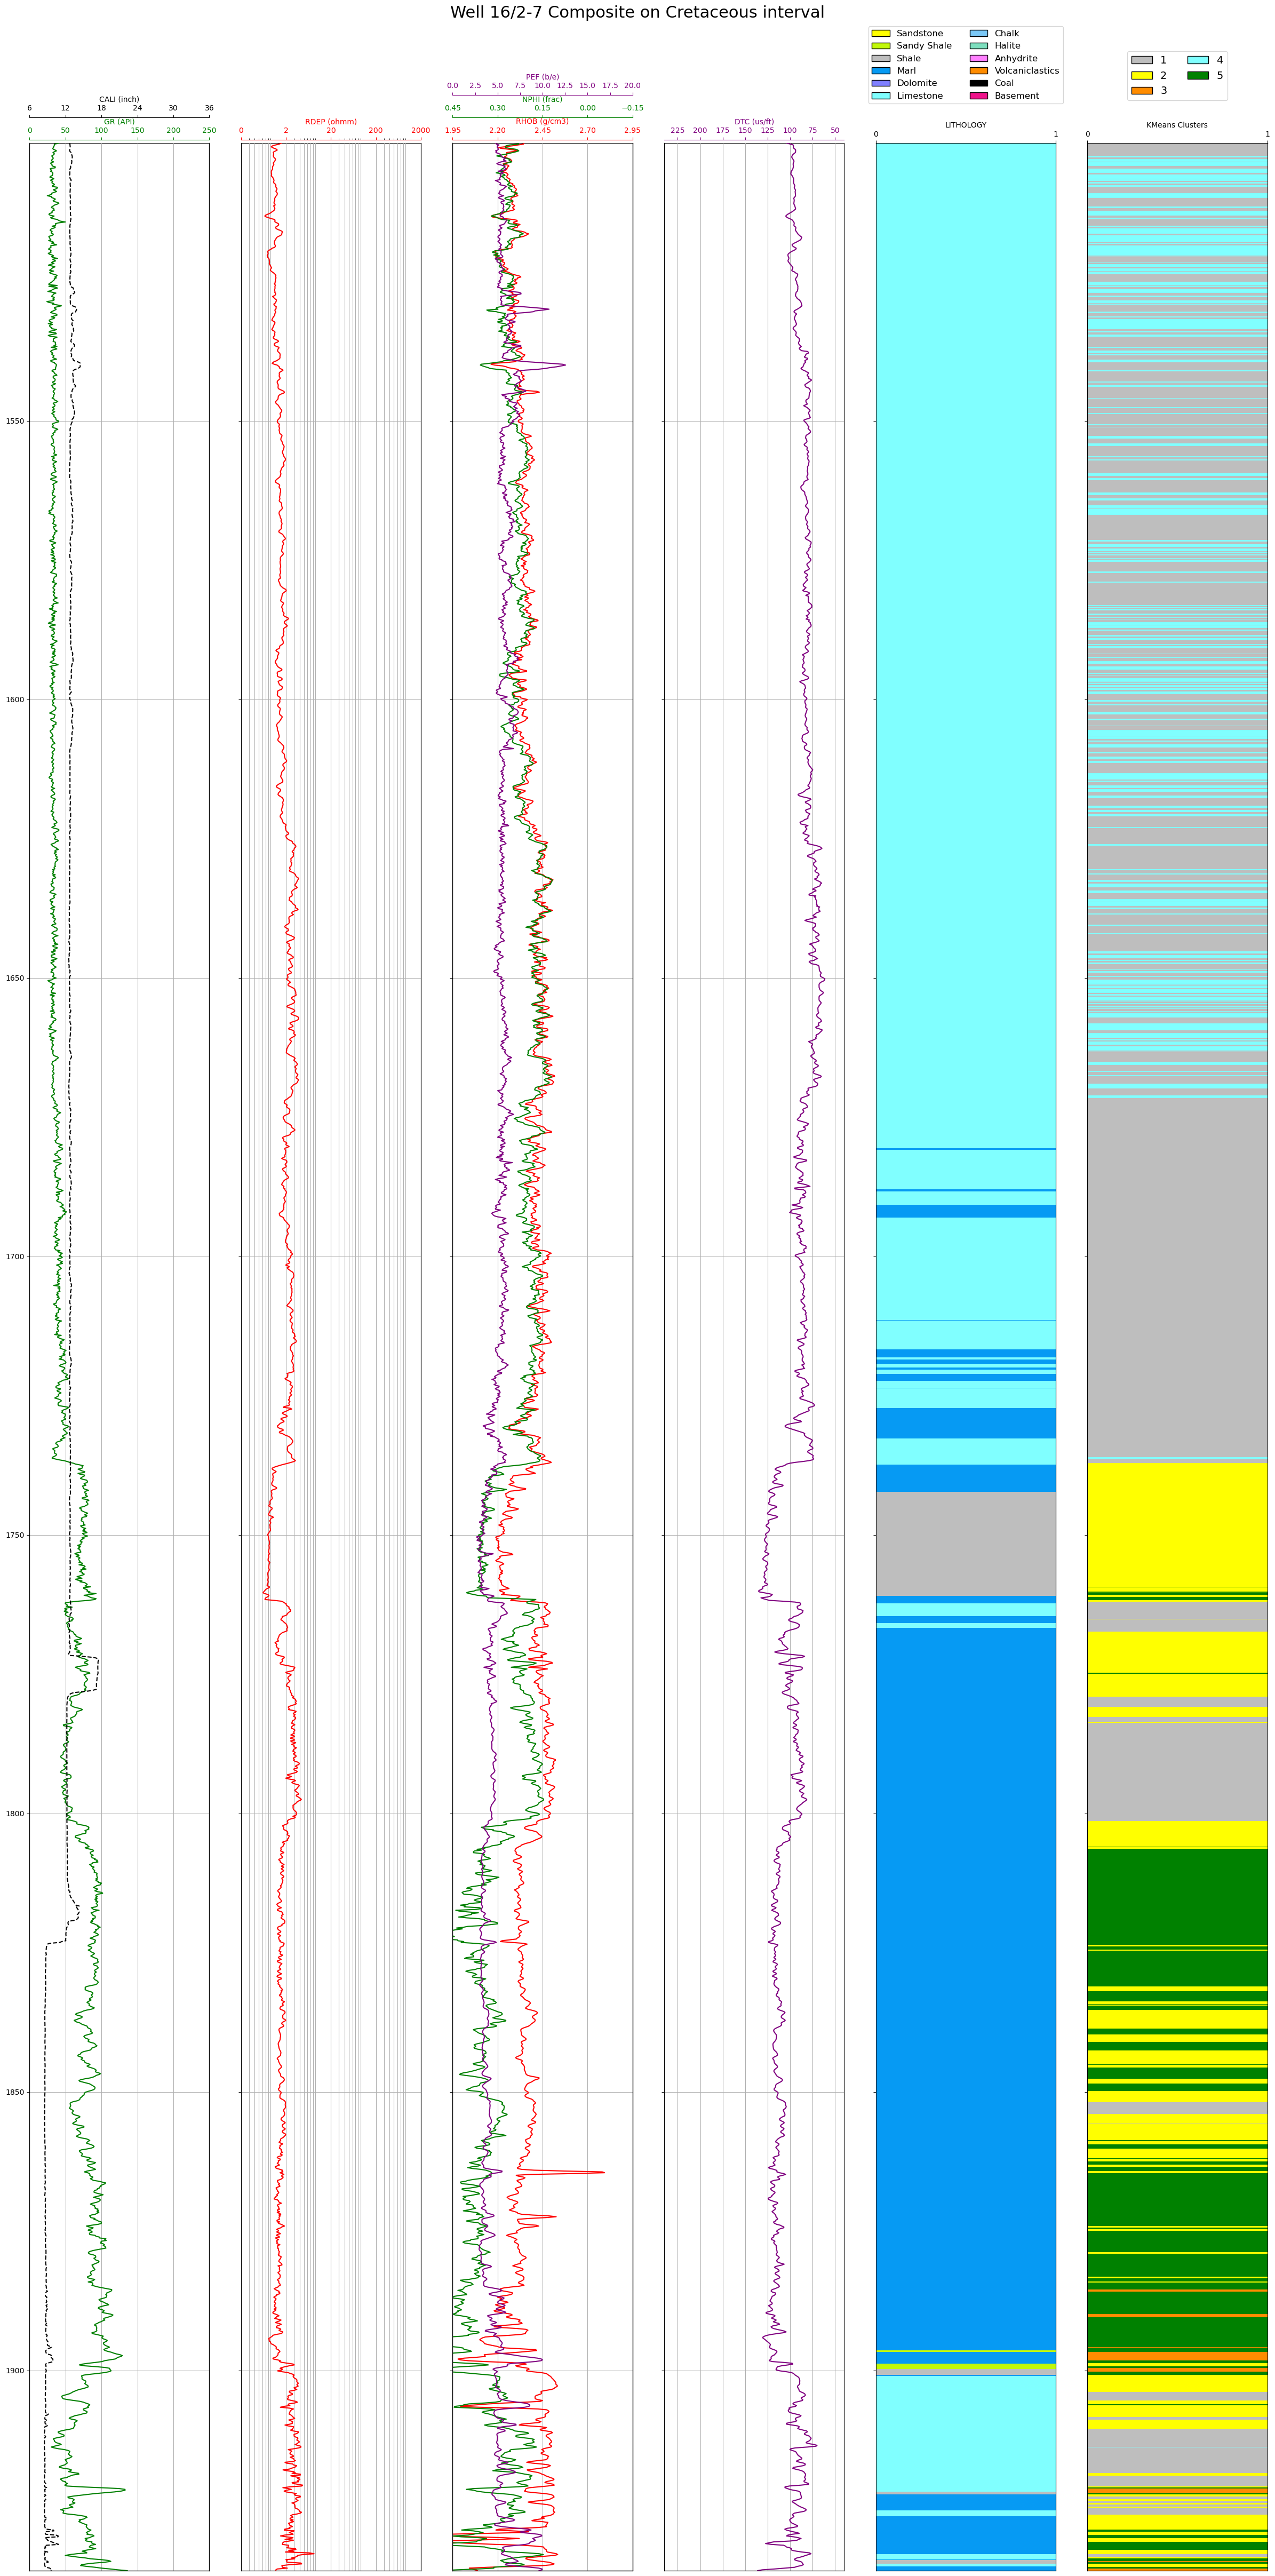 Well 16/2-7 Composite on Cretaceous interval
Sandstone Chalk
Sandy Shale Halite
Shale Anhydrite
Marl Volcaniclastics
Dolomite Coal
Limestone Basement
1 4
2 5
3
PEF (b/e)
0.0 2.5 5.0 7.5 10.0 12.5 15.0 17.5 20.0
CALI (inch)
6 12 18 24 30 36
NPHI (frac)
0.45 0.30 0.15 0.00 −0.15
GR (API)
0 50 100 150 200 250
RDEP (ohmm)
0 2 20 200 2000
RHOB (g/cm3)
1.95 2.20 2.45 2.70 2.95
DTC (us/ft)
225 200 175 150 125 100 75 50
LITHOLOGY
0 1
KMeans Clusters
0 1
1550
1600
1650
1700
1750
1800
1850
1900